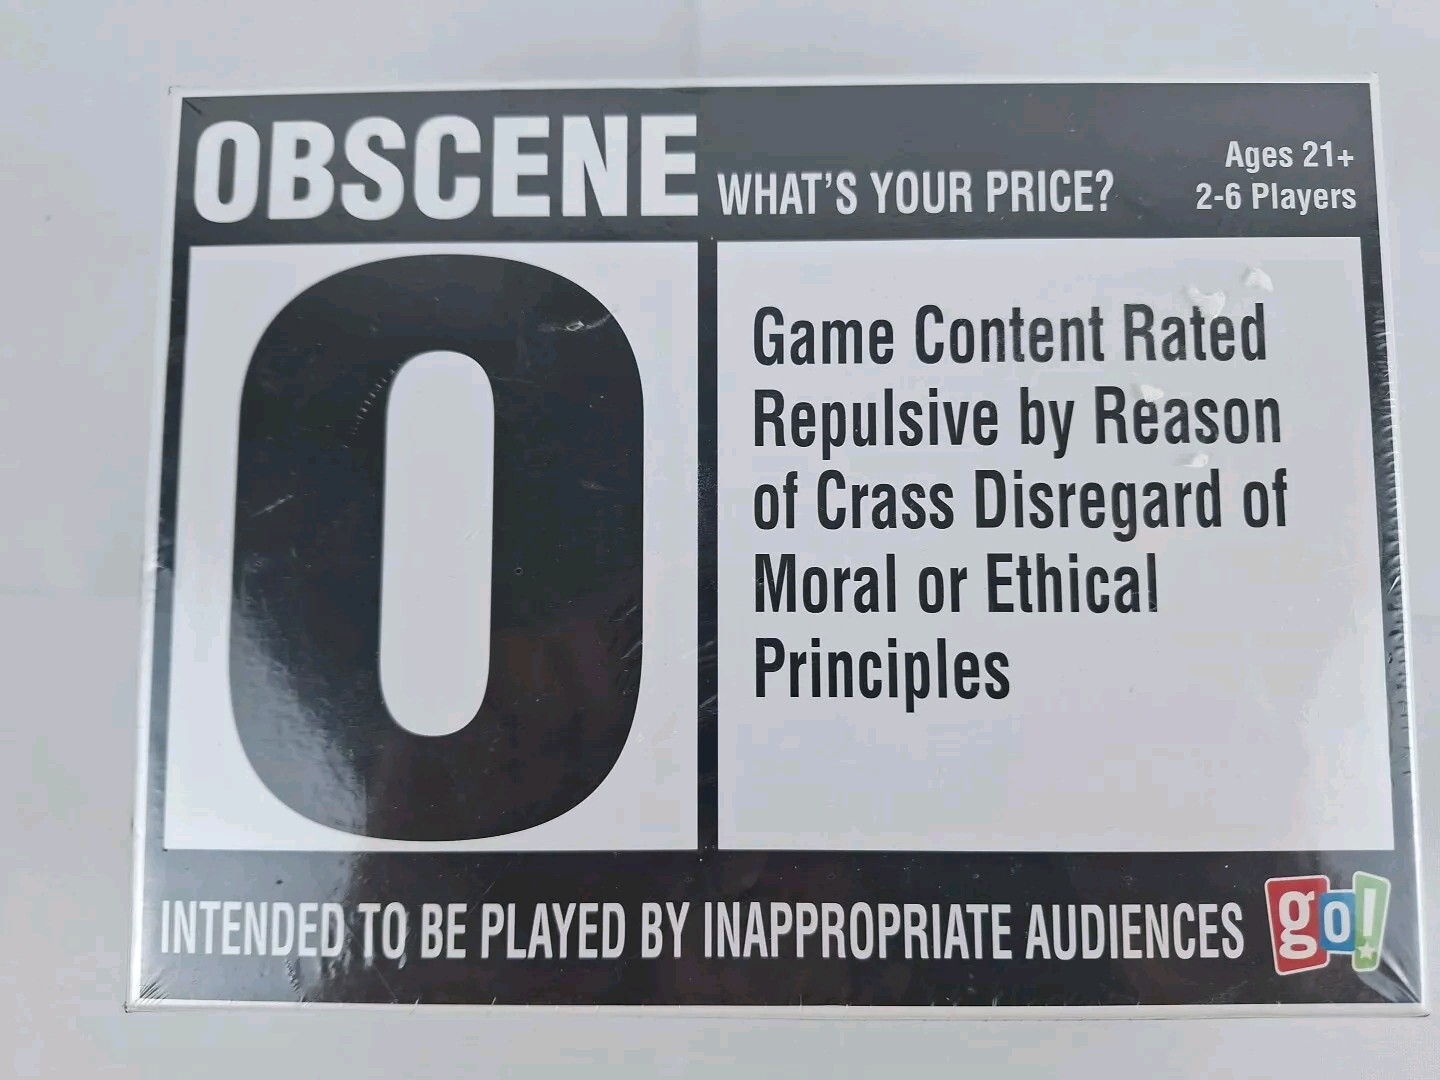 OBSCENE WHAT'S YOUR PRICE?
Ages 21+
2-6 Players
O
Game Content Rated
Repulsive by Reason
of Crass Disregard of
Moral or Ethical
Principles
INTENDED TO BE PLAYED BY INAPPROPRIATE AUDIENCES
go!